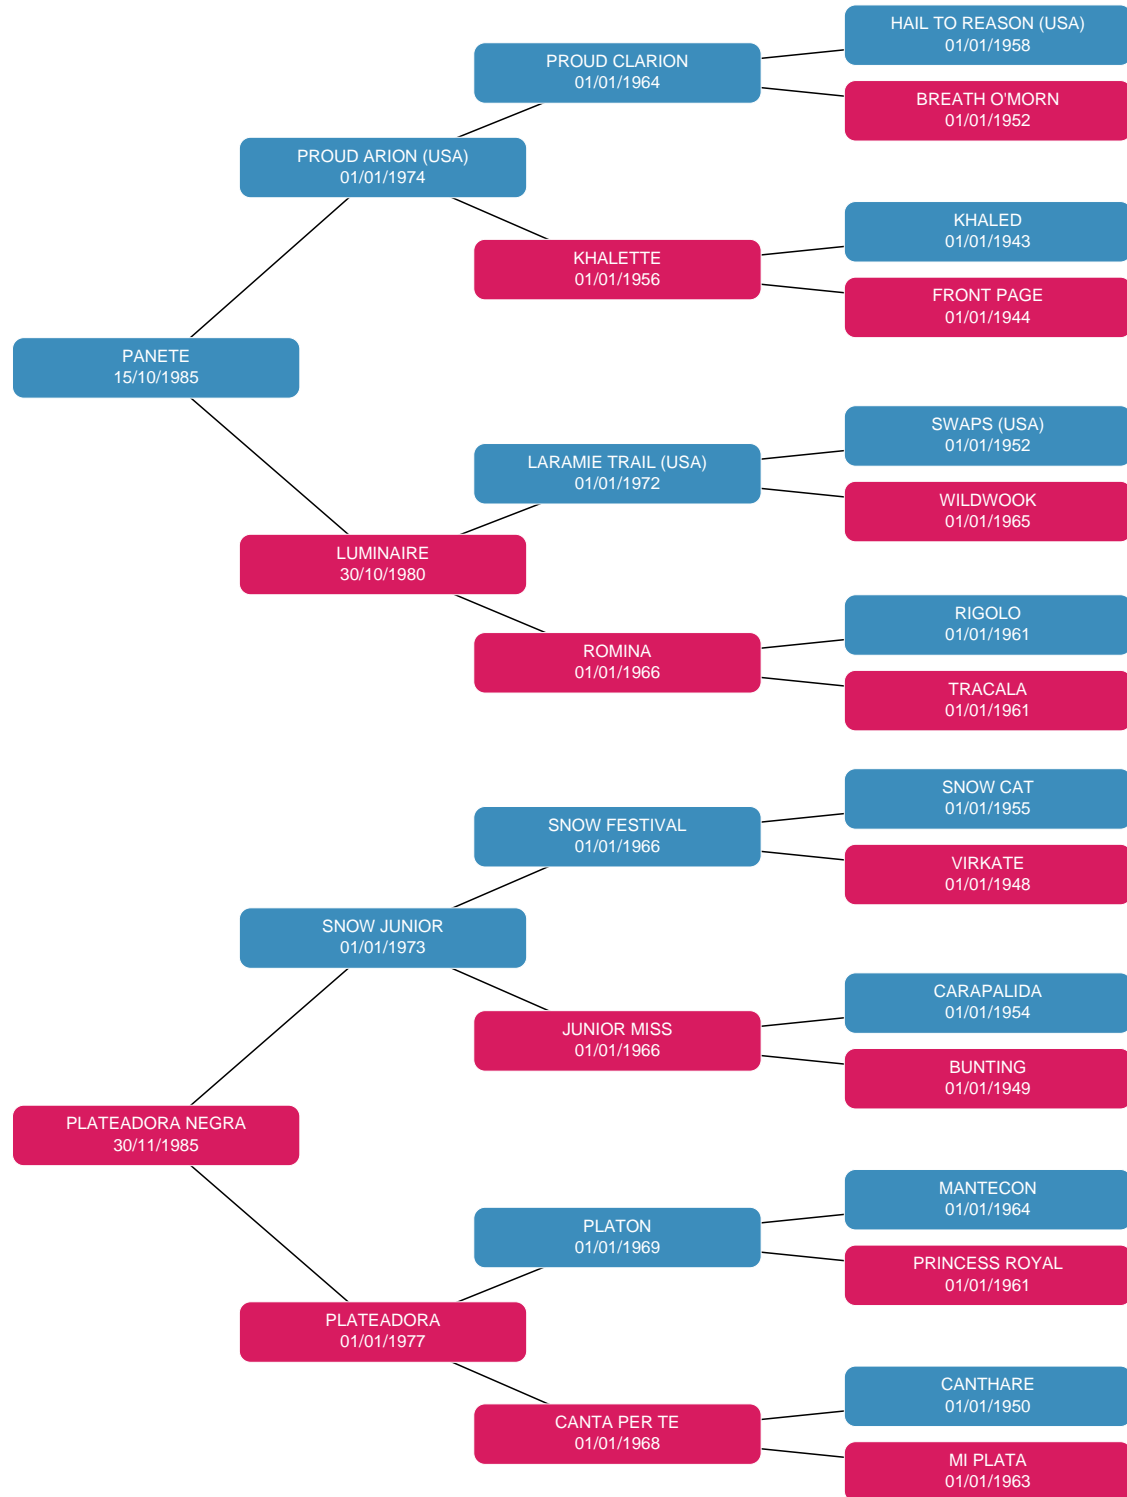 HAIL TO REASON (USA)
01/01/1958
PROUD CLARION
01/01/1964
BREATH O'MORN
01/01/1952
PROUD ARION (USA)
01/01/1974
KHALED
01/01/1943
KHALETTE
01/01/1956
FRONT PAGE
01/01/1944
PANETE
15/10/1985
SWAPS (USA)
01/01/1952
LARAMIE TRAIL (USA)
01/01/1972
WILDWOOK
01/01/1965
LUMINAIRE
30/10/1980
RIGOLO
01/01/1961
ROMINA
01/01/1966
TRACALA
01/01/1961
SNOW CAT
01/01/1955
SNOW FESTIVAL
01/01/1966
VIRKATE
01/01/1948
SNOW JUNIOR
01/01/1973
CARAPALIDA
01/01/1954
JUNIOR MISS
01/01/1966
BUNTING
01/01/1949
PLATEADORA NEGRA
30/11/1985
MANTECON
01/01/1964
PLATON
01/01/1969
PRINCESS ROYAL
01/01/1961
PLATEADORA
01/01/1977
CANTHARE
01/01/1950
CANTA PER TE
01/01/1968
MI PLATA
01/01/1963